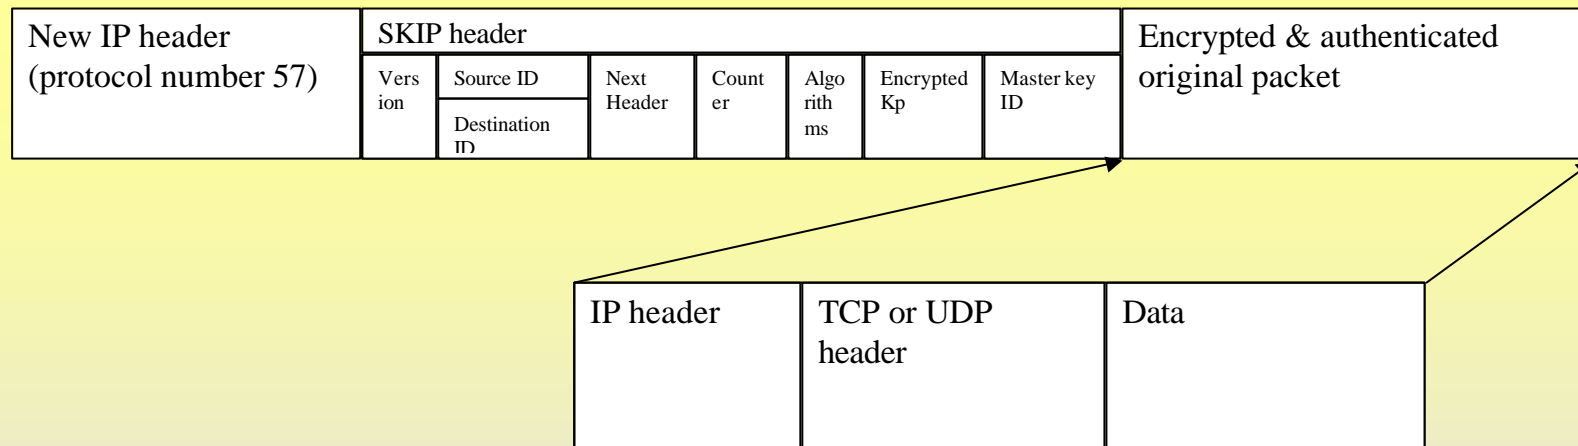 New IP header
(protocol number 57)
SKIP header
Vers
ion
Source ID
Destination
ID
Next
Header
Count
er
Algo
rith
ms
Encrypted
Kp
Master key
ID
Encrypted & authenticated
original packet
IP header
TCP or UDP
header
Data